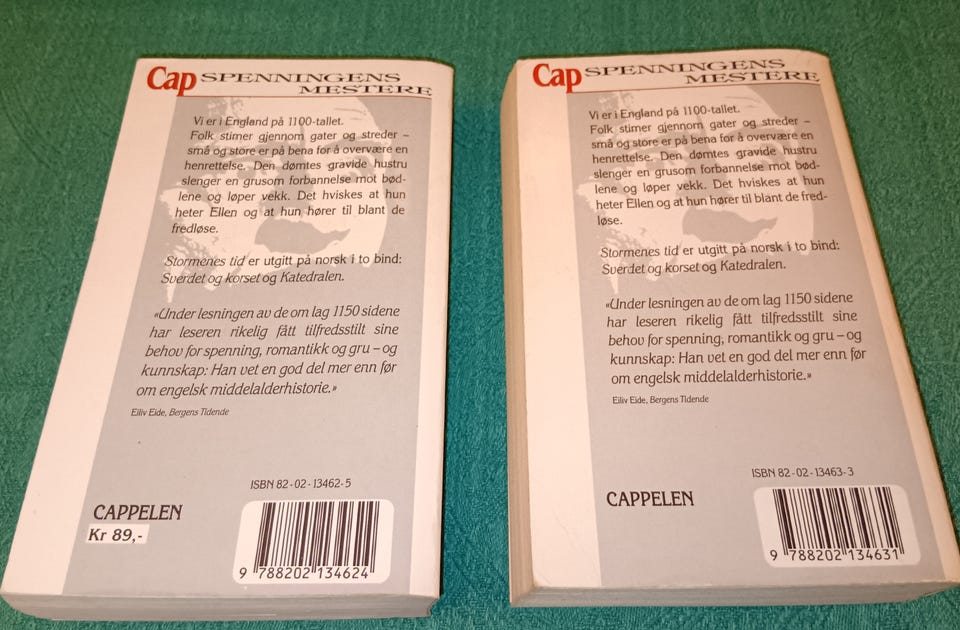 Cap SPENNINGENS
MESTERE
Vi er i England på 1100-tallet.
Folk stimer gjennom gater og streder –
små og store er på bena for å overvære en
henrettelse. Den dømtes gravide hustru
slenger en grusom forbannelse mot bød-
lene og løper vekk. Det hviskes at hun
heter Ellen og at hun hører til blant de
fredløse.
Stormenes tid er utgitt på norsk i to bind:
Sverdet og korset og Katedralen.
«Under lesningen av de om lag 1150 sidene
har leseren rikelig fått tilfredsstilt sine
behov for spenning, romantikk og gru – og
kunnskap: Han vet en god del mer enn før
om engelsk middelalderhistorie.»
Eiliv Eide, Bergens Tidende
ISBN 82-02-13462-5
CAPPELEN
Kr 89,-
9 788202 134624
Cap SPENNINGENS
MESTERE
Vi er i England på 1100-tallet.
Folk stimer gjennom gater og streder –
små og store er på bena for å overvære en
henrettelse. Den dømtes gravide hustru
slenger en grusom forbannelse mot bød-
lene og løper vekk. Det hviskes at hun
heter Ellen og at hun hører til blant de fred-
løse.
Stormenes tid er utgitt på norsk i to bind:
Sverdet og korset og Katedralen.
«Under lesningen av de om lag 1150 sidene
har leseren rikelig fått tilfredsstilt sine
behov for spenning, romantikk og gru – og
kunnskap: Han vet en god del mer enn før
om engelsk middelalderhistorie.»
Eiliv Eide, Bergens Tidende
ISBN 82-02-13463-3
CAPPELEN
9 788202 134631